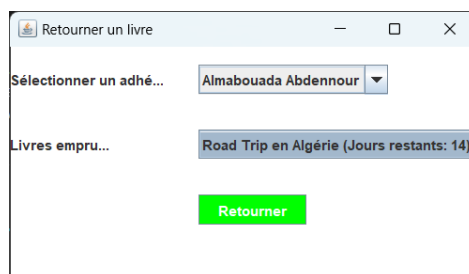 Retourner un livre
Sélectionner un adhé... Almabouada Abdennour
Livres empru... Road Trip en Algérie (Jours restants: 14)
Retourner